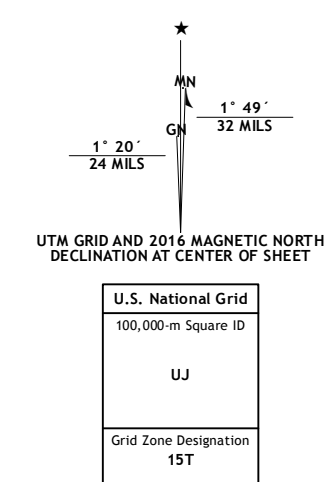 ★
MN
1° 49´
32 MILS
GN
1° 20´
24 MILS
UTM GRID AND 2016 MAGNETIC NORTH
DECLINATION AT CENTER OF SHEET
U.S. National Grid
100,000-m Square ID
UJ
Grid Zone Designation
15T